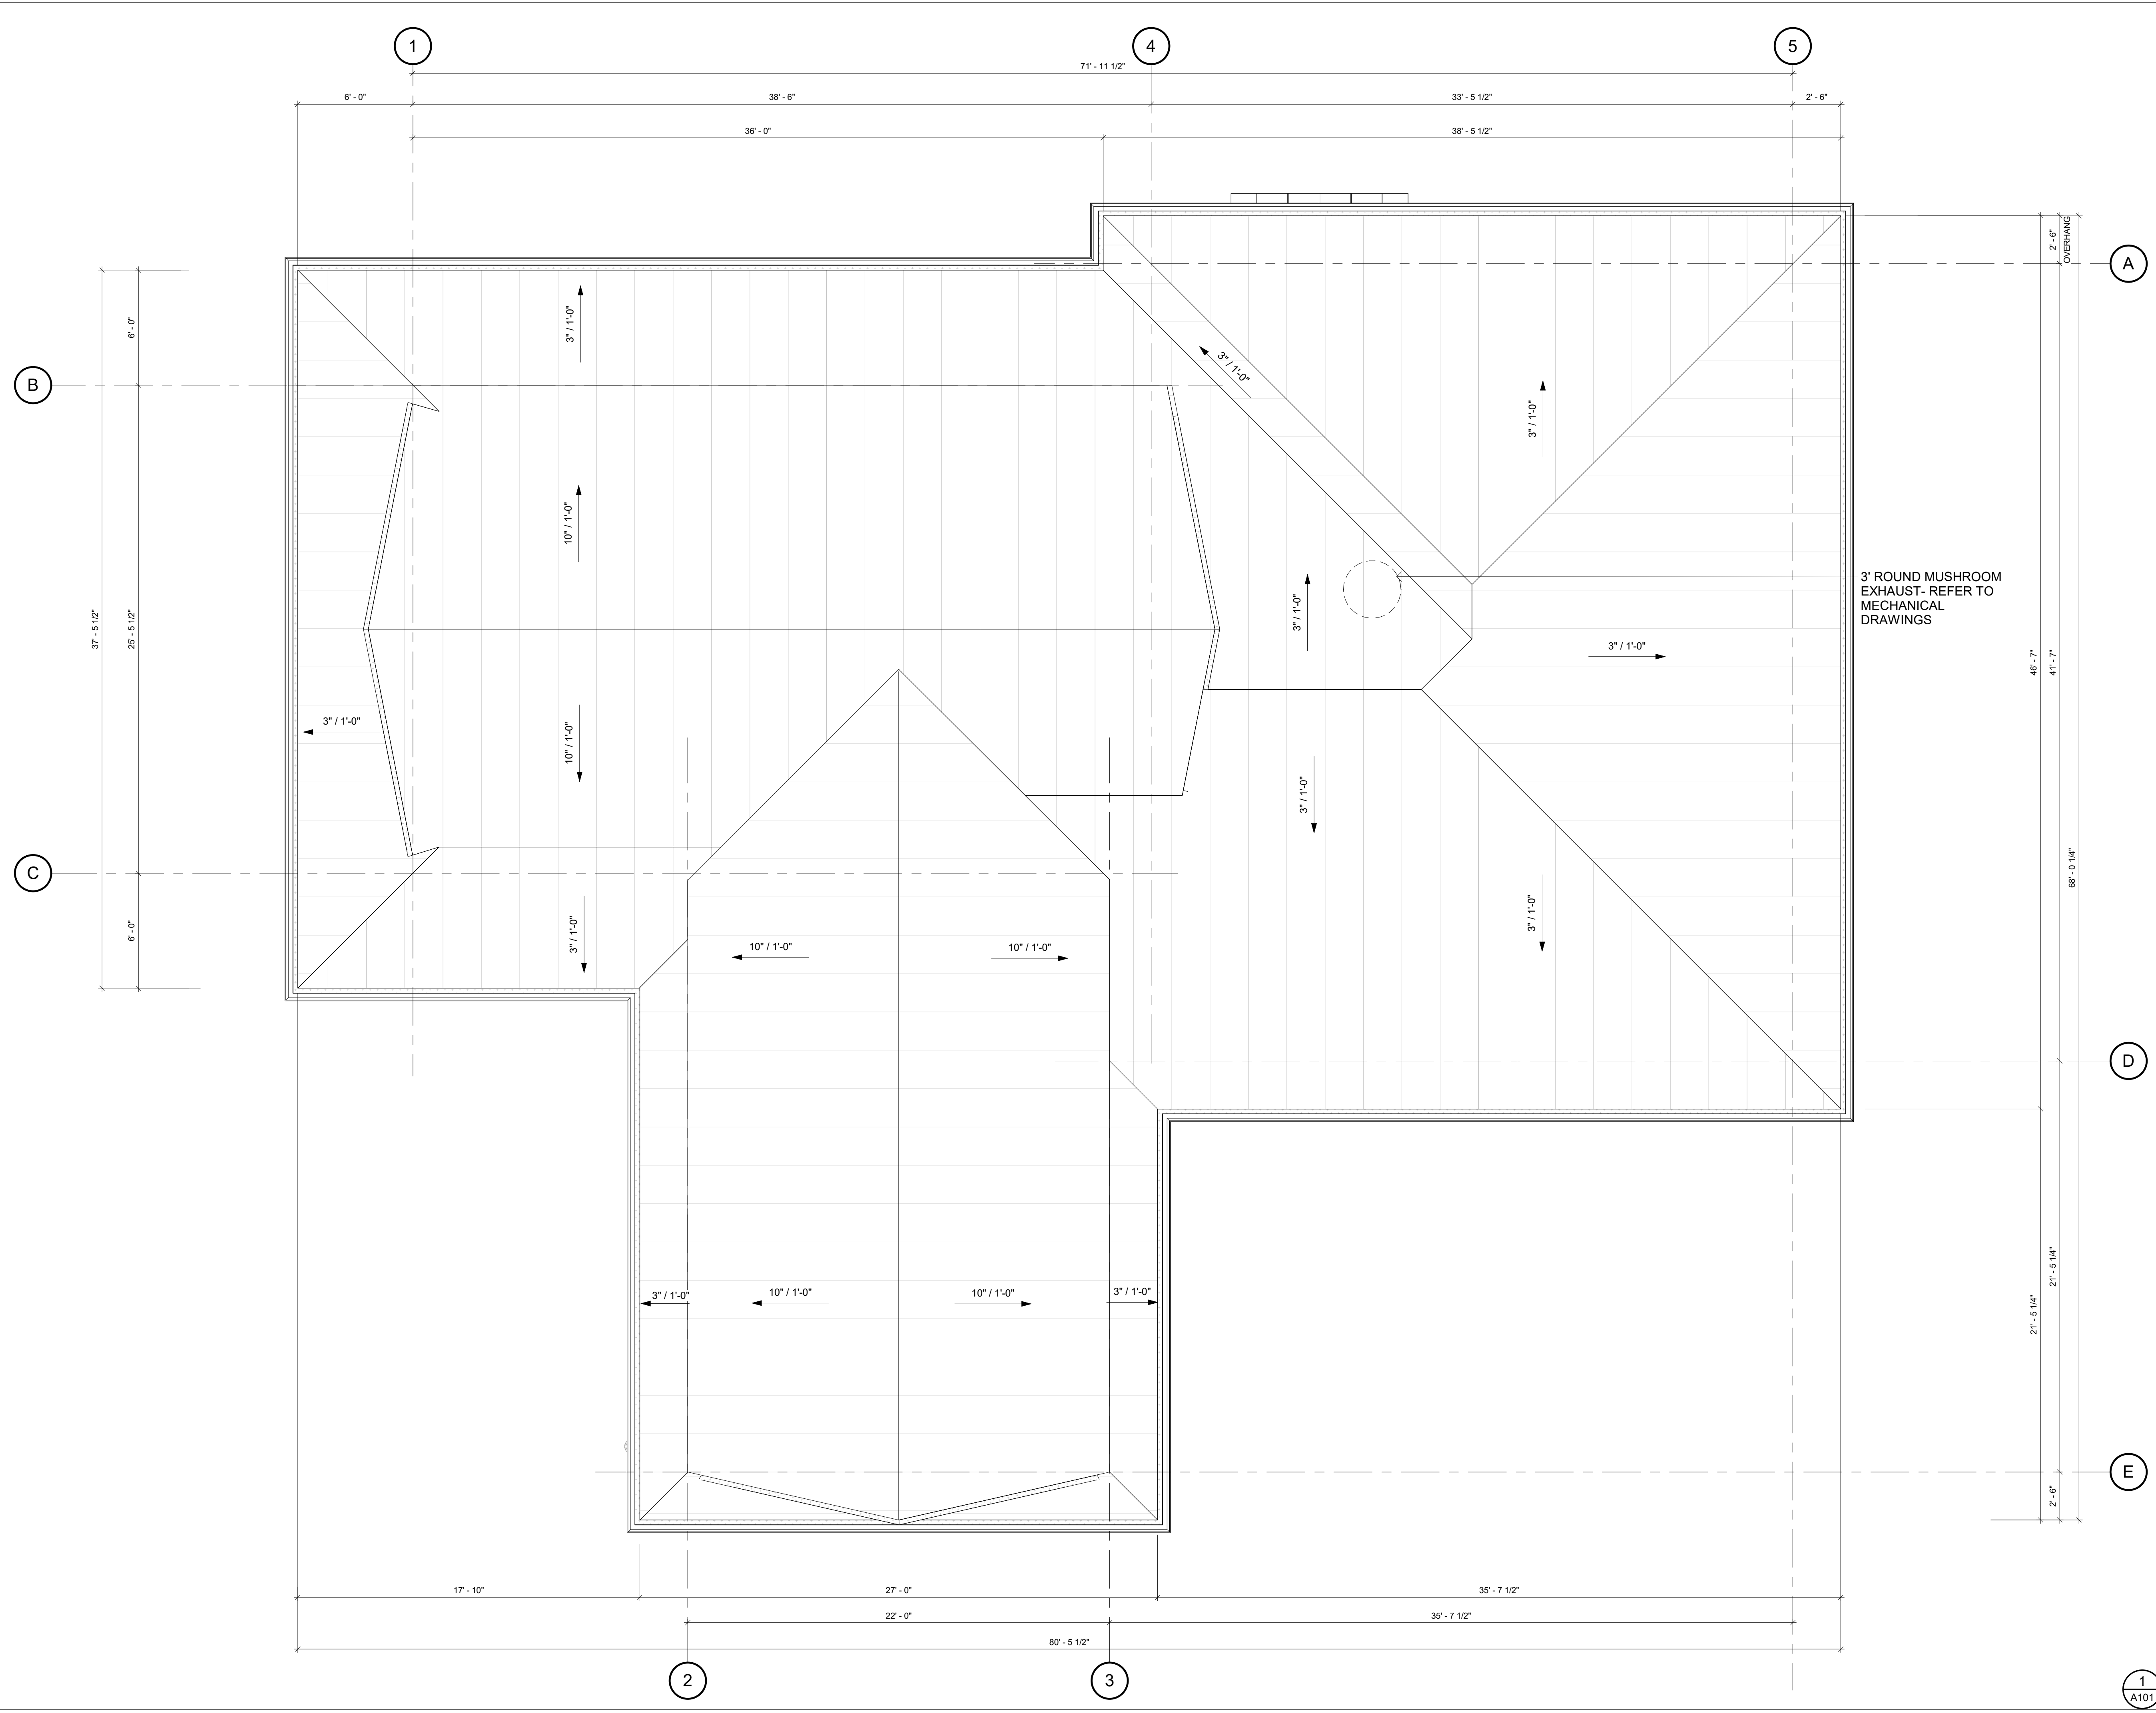 1
4
5
71' - 11 1/2"
6' - 0"
38' - 6"
33' - 5 1/2"
2' - 6"
36' - 0"
38' - 5 1/2"
2' - 6"
OVERHANG
A
3" / 1'-0"
6' - 0"
3" / 1'-0"
B
3" / 1'-0"
10" / 1'-0"
3' ROUND MUSHROOM
EXHAUST- REFER TO
MECHANICAL
DRAWINGS
3" / 1'-0"
37' - 5 1/2"
25' - 5 1/2"
3" / 1'-0"
46' - 7"
41' - 7"
3" / 1'-0"
10" / 1'-0"
3" / 1'-0"
68' - 0 1/4"
C
3" / 1'-0"
6' - 0"
3" / 1'-0"
10" / 1'-0"
10" / 1'-0"
D
21' - 5 1/4"
21' - 5 1/4"
3" / 1'-0"
10" / 1'-0"
10" / 1'-0"
3" / 1'-0"
E
2' - 6"
17' - 10"
27' - 0"
35' - 7 1/2"
22' - 0"
35' - 7 1/2"
80' - 5 1/2"
2
3
1
A101